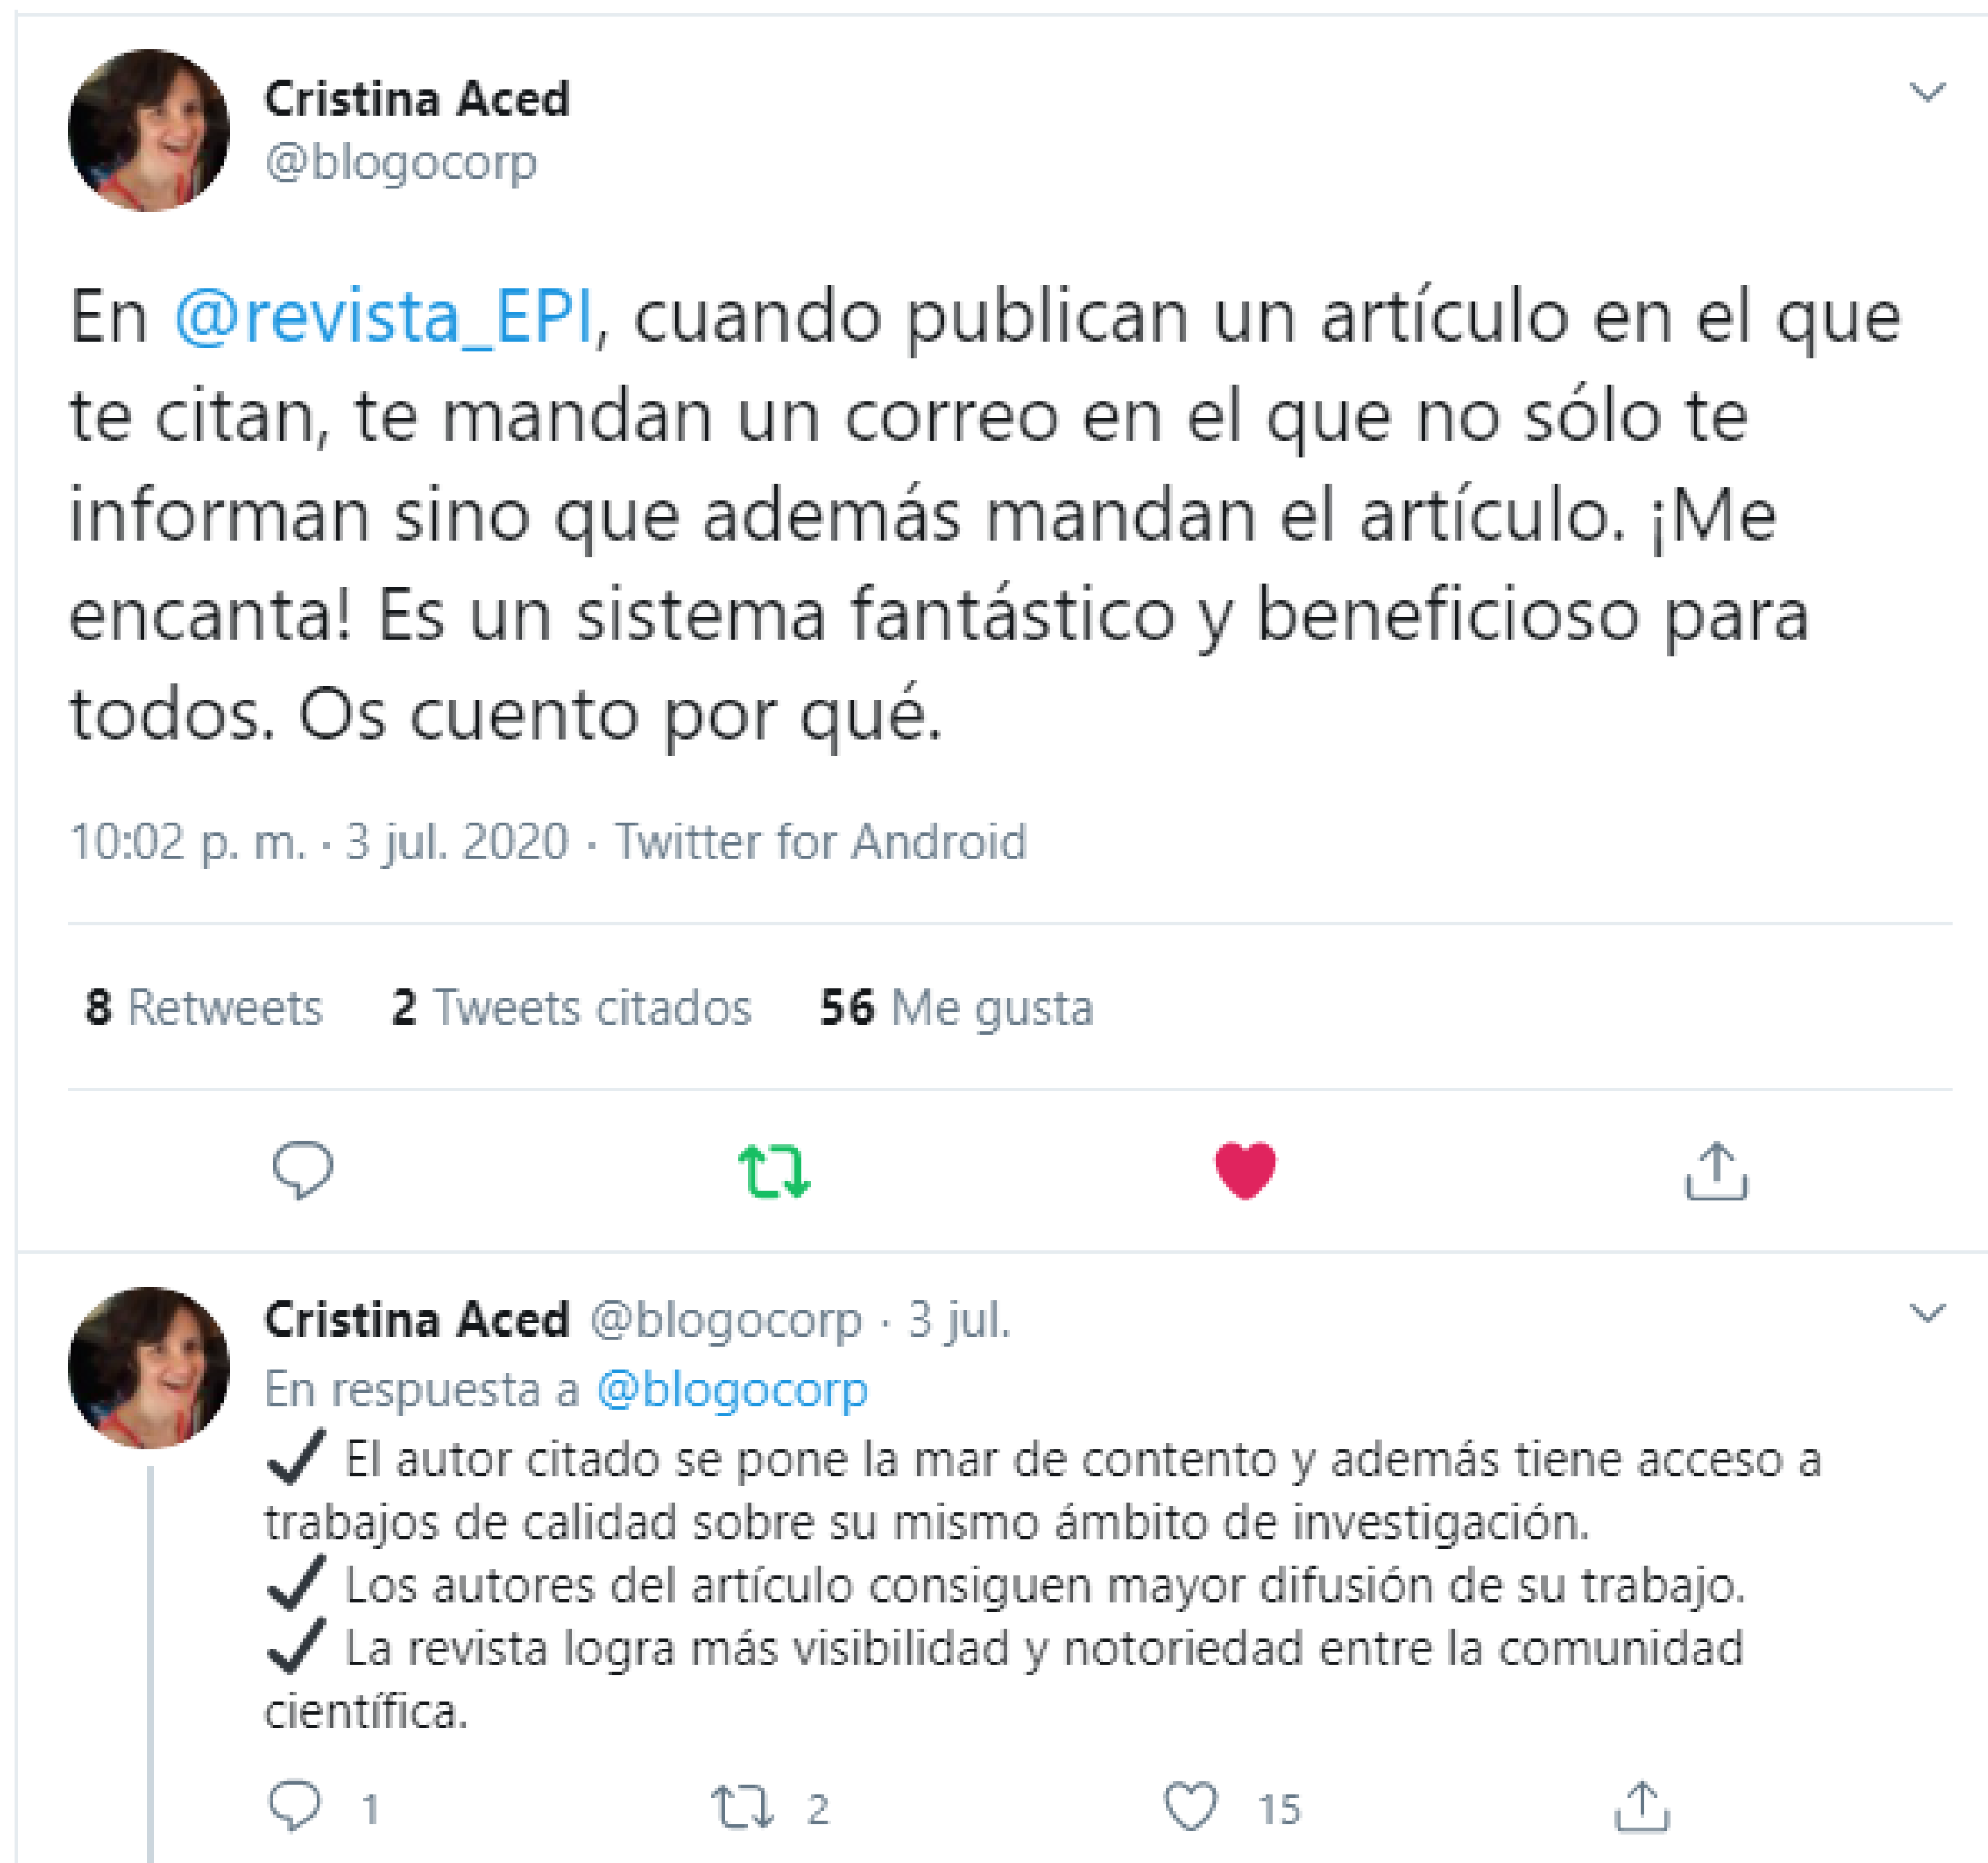 Cristina Aced
@blogocorp
En @revista_EPI, cuando publican un artículo en el que
te citan, te mandan un correo en el que no sólo te
informan sino que además mandan el artículo. ¡Me
encanta! Es un sistema fantástico y beneficioso para
todos. Os cuento por qué.
10:02 p. m. · 3 jul. 2020 · Twitter for Android
8 Retweets 2 Tweets citados 56 Me gusta
Cristina Aced @blogocorp · 3 jul.
En respuesta a @blogocorp
✔ El autor citado se pone la mar de contento y además tiene acceso a
trabajos de calidad sobre su mismo ámbito de investigación.
✔ Los autores del artículo consiguen mayor difusión de su trabajo.
✔ La revista logra más visibilidad y notoriedad entre la comunidad
científica.
1 2 15